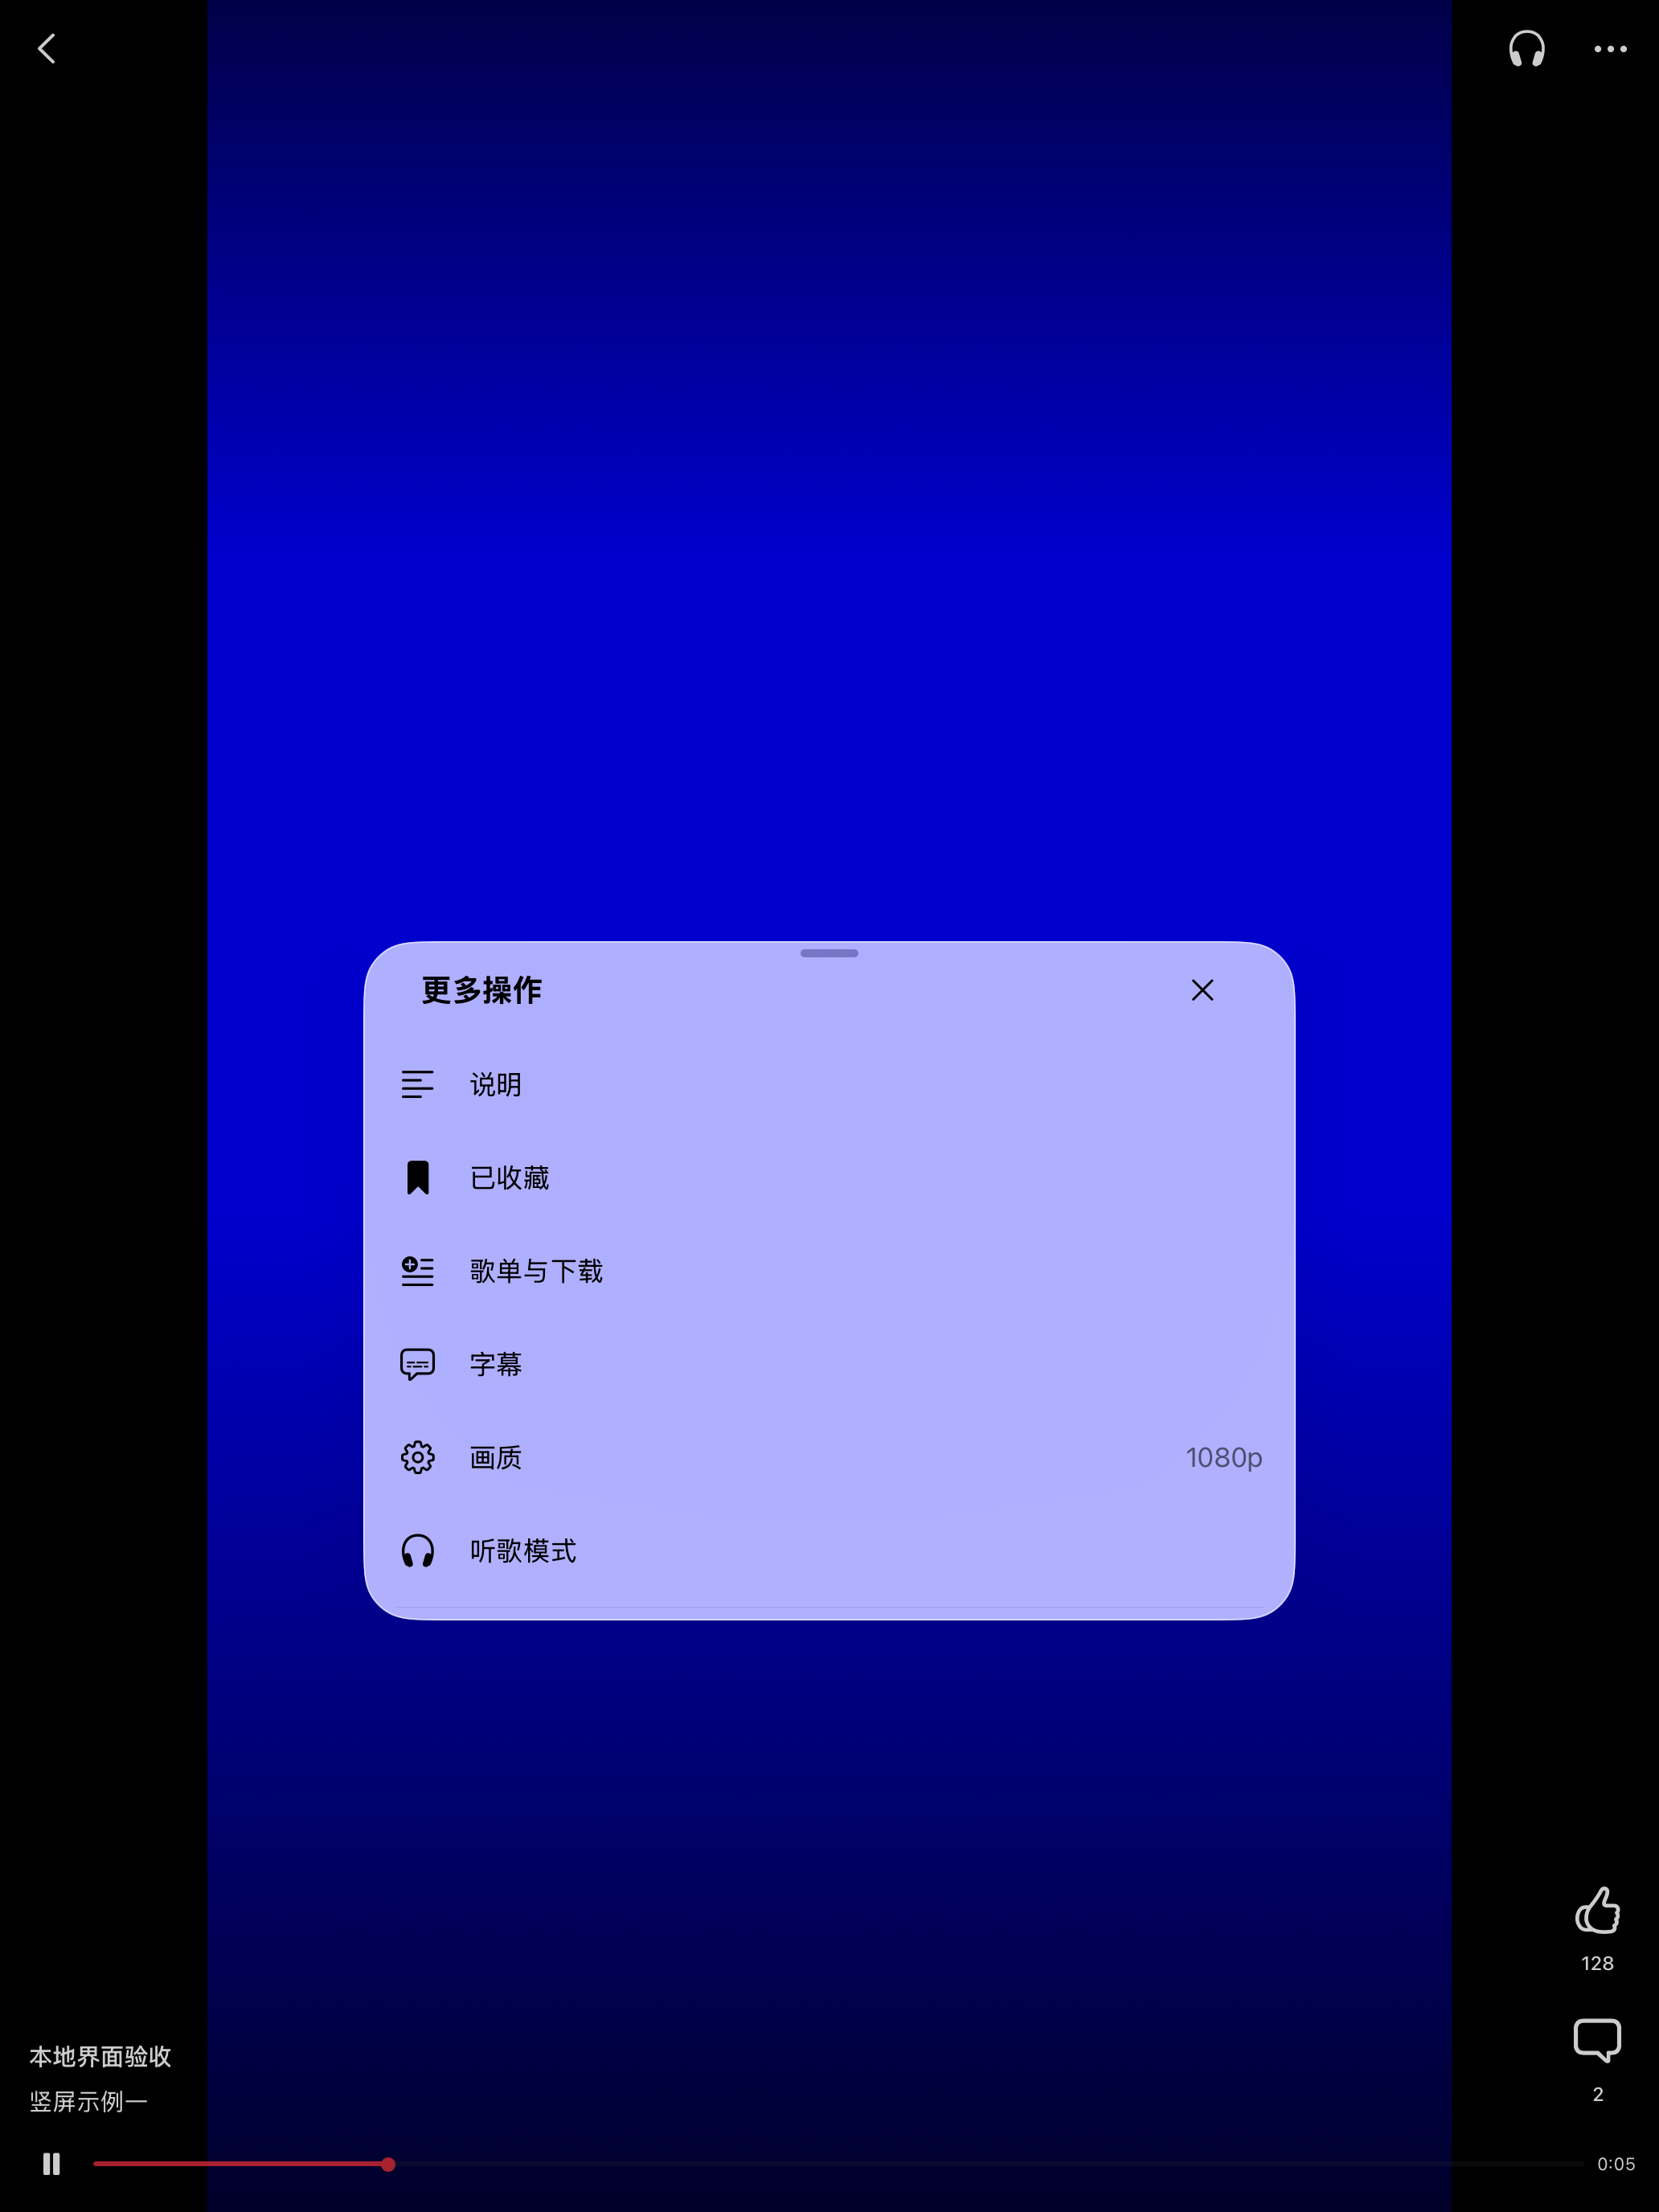 更多操作
说明
已收藏
歌单与下载
字幕
画质 1080p
听歌模式
128
2
本地界面验收
竖屏示例一
0:05